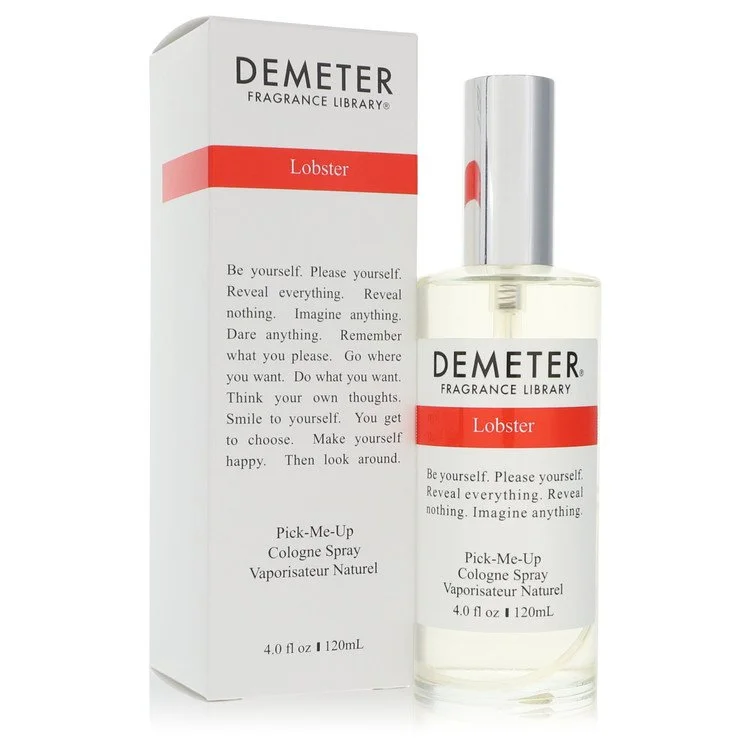 DEMETER
FRAGRANCE LIBRARY®
Lobster
Be yourself. Please yourself.
Reveal everything. Reveal
nothing. Imagine anything.
Dare anything. Remember
what you please. Go where
you want. Do what you want.
Think your own thoughts.
Smile to yourself. You get
to choose. Make yourself
happy. Then look around.
Pick-Me-Up
Cologne Spray
Vaporisateur Naturel
4.0 fl oz 120mL
DEMETER®
FRAGRANCE LIBRARY
Lobster
Be yourself. Please yourself.
Reveal everything. Reveal
nothing. Imagine anything.
Pick-Me-Up
Cologne Spray
Vaporisateur Naturel
4.0 fl oz 120mL